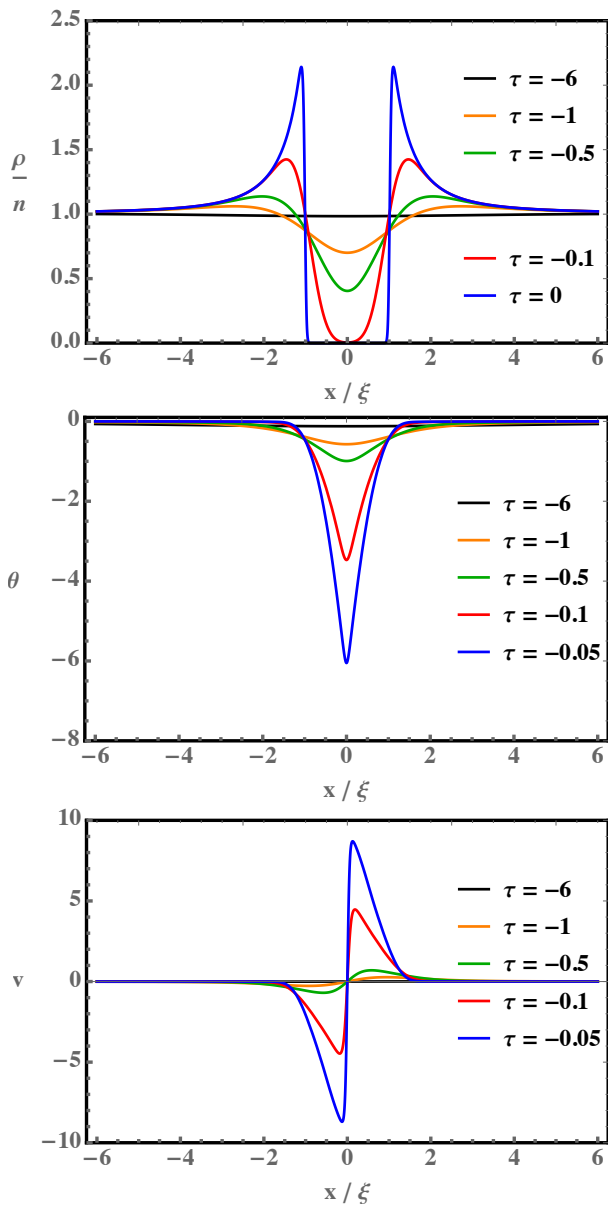 2.5
τ = −6
2.0
τ = −1
τ = −0.5
1.5
ρ
n
1.0
τ = −0.1
0.5
τ = 0
0.0
−6 −4 −2 0 2 4 6
x / ξ
0
−2
τ = −6
τ = −1
θ
−4
τ = −0.5
τ = −0.1
−6
τ = −0.05
−8
−6 −4 −2 0 2 4 6
x / ξ
10
τ = −6
5
τ = −1
v
0
τ = −0.5
τ = −0.1
−5
τ = −0.05
−10
−6 −4 −2 0 2 4 6
x / ξ